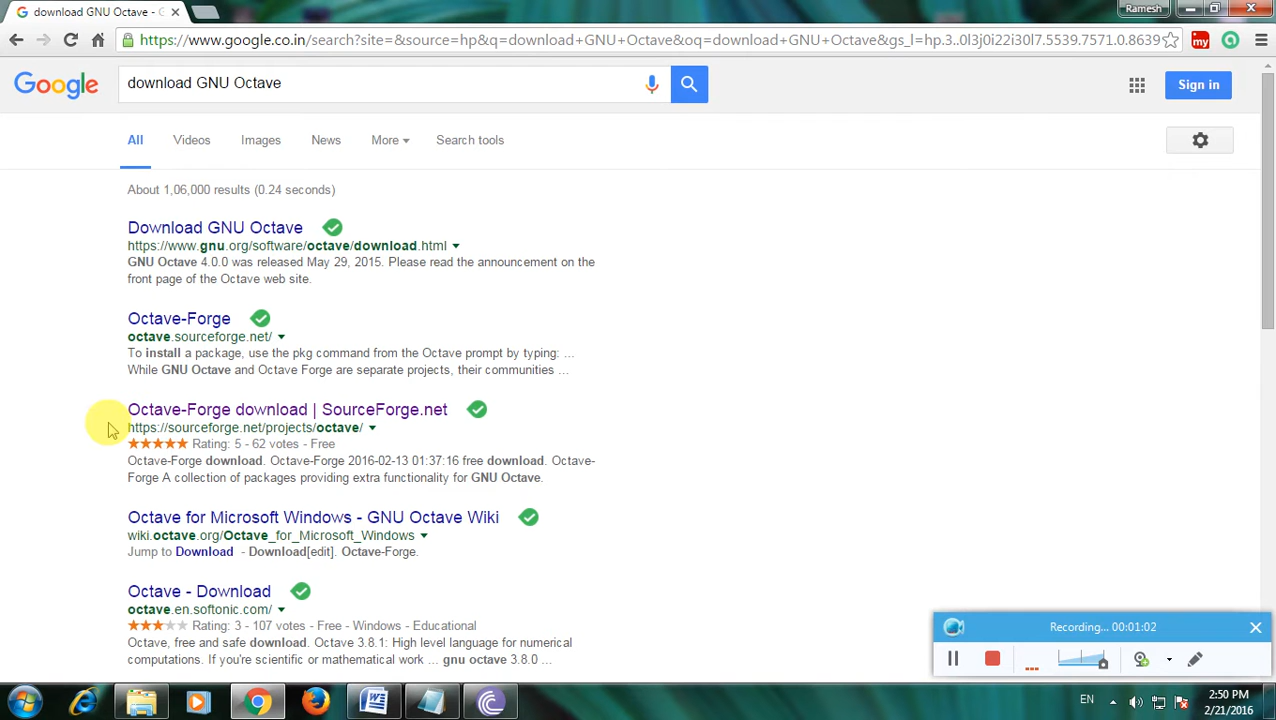 download GNU Octave - G
Ramesh
https://www.google.co.in/search?site=&source=hp&q=download+GNU+Octave&oq=download+GNU+Octave&gs_l=hp.3..0l3j0i22i30l7.5539.7571.0.8639
my
Google
download GNU Octave
Sign in
All Videos Images News More Search tools
About 1,06,000 results (0.24 seconds)
Download GNU Octave
https://www.gnu.org/software/octave/download.html
GNU Octave 4.0.0 was released May 29, 2015. Please read the announcement on the
front page of the Octave web site.
Octave-Forge
octave.sourceforge.net/
To install a package, use the pkg command from the Octave prompt by typing: ...
While GNU Octave and Octave Forge are separate projects, their communities ...
Octave-Forge download | SourceForge.net
https://sourceforge.net/projects/octave/
Rating: 5 - 62 votes - Free
Octave-Forge download. Octave-Forge 2016-02-13 01:37:16 free download. Octave-
Forge A collection of packages providing extra functionality for GNU Octave.
Octave for Microsoft Windows - GNU Octave Wiki
wiki.octave.org/Octave_for_Microsoft_Windows
Jump to Download - Download[edit]. Octave-Forge.
Octave - Download
octave.en.softonic.com/
Rating: 3 - 107 votes - Free - Windows - Educational
Octave, free and safe download. Octave 3.8.1: High level language for numerical
computations. If you're scientific or mathematical work ... gnu octave 3.8.0 ...
Recording... 00:01:02
EN
2:50 PM
2/21/2016